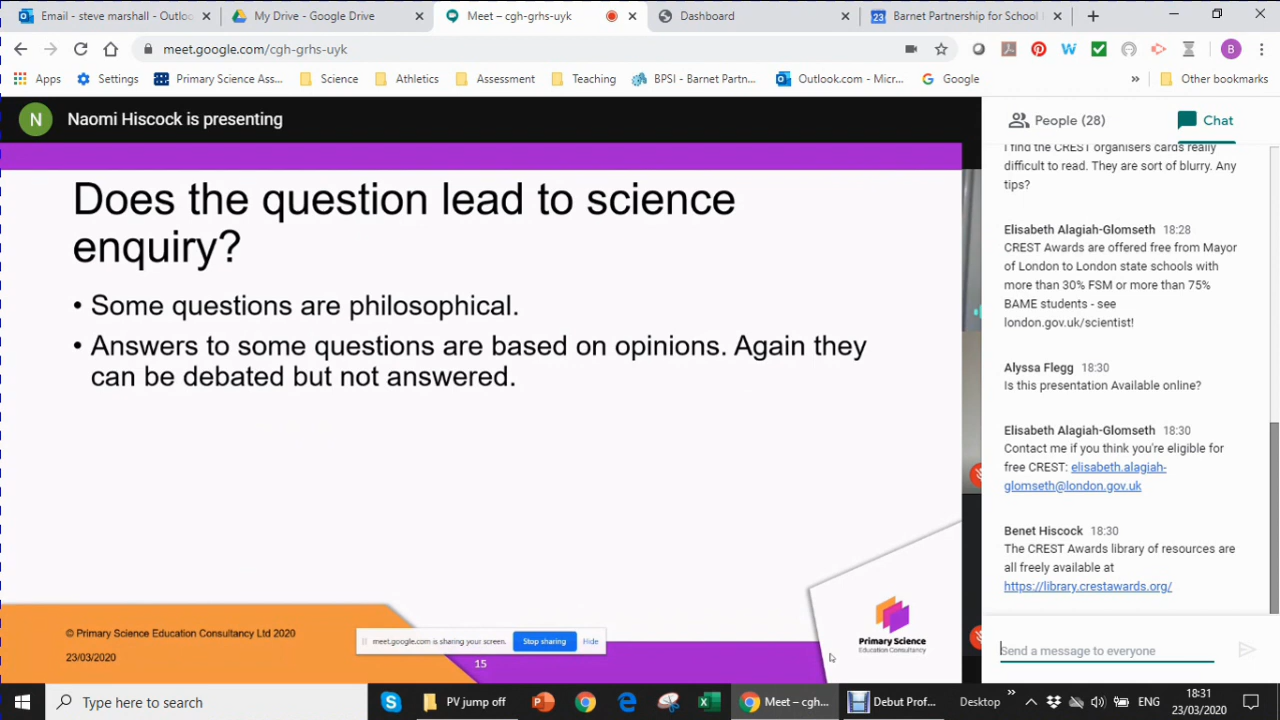 Email - steve marshall - Outloo
My Drive - Google Drive
Meet – cgh-grhs-uyk
Dashboard
23
Barnet Partnership for School I
meet.google.com/cgh-grhs-uyk
W
B
Apps
Settings
Primary Science Ass...
Science
Athletics
Assessment
Teaching
BPSI - Barnet Partn...
Outlook.com - Micr...
Google
»
Other bookmarks
N
Naomi Hiscock is presenting
People (28)
Chat
Does the question lead to science
enquiry?
• Some questions are philosophical.
• Answers to some questions are based on opinions. Again they
can be debated but not answered.
© Primary Science Education Consultancy Ltd 2020
23/03/2020
meet.google.com is sharing your screen.
Stop sharing
Hide
15
Primary Science
Education Consultancy
I find the CREST organisers cards really
difficult to read. They are sort of blurry. Any
tips?
Elisabeth Alagiah-Glomseth 18:28
CREST Awards are offered free from Mayor
of London to London state schools with
more than 30% FSM or more than 75%
BAME students - see
london.gov.uk/scientist!
Alyssa Flegg 18:30
Is this presentation Available online?
Elisabeth Alagiah-Glomseth 18:30
Contact me if you think you're eligible for
free CREST: elisabeth.alagiah-
glomseth@london.gov.uk
Benet Hiscock 18:30
The CREST Awards library of resources are
all freely available at
https://library.crestawards.org/
Send a message to everyone
Type here to search
PV jump off
Meet – cgh-...
Debut Prof...
Desktop
»
ENG
18:31
23/03/2020